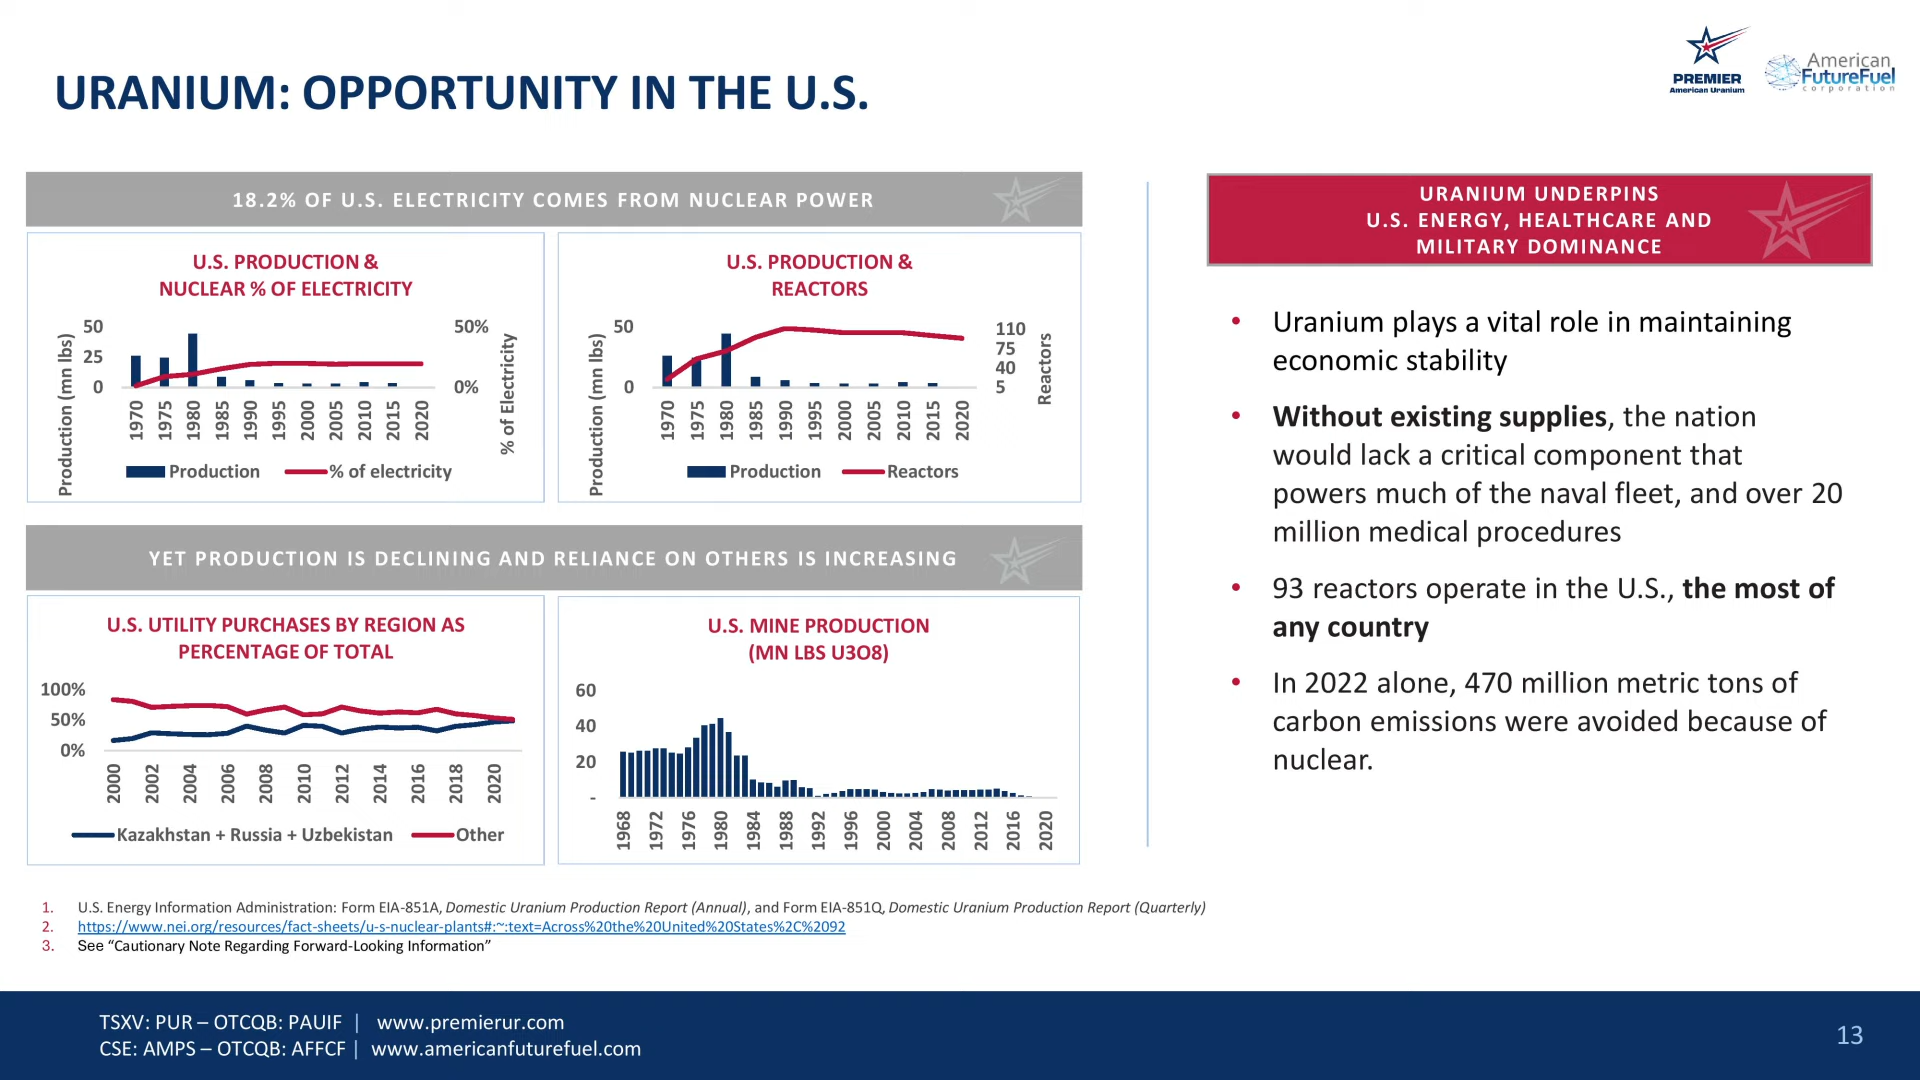 URANIUM: OPPORTUNITY IN THE U.S.
PREMIER
American Uranium
American
FutureFuel
corporation
18.2% OF U.S. ELECTRICITY COMES FROM NUCLEAR POWER
U.S. PRODUCTION &
NUCLEAR % OF ELECTRICITY
Production (mn lbs)
50
25
0
50%
0%
% of Electricity
1970
1975
1980
1985
1990
1995
2000
2005
2010
2015
2020
Production
% of electricity
U.S. PRODUCTION &
REACTORS
Production (mn lbs)
50
0
110
75
40
5
Reactors
1970
1975
1980
1985
1990
1995
2000
2005
2010
2015
2020
Production
Reactors
YET PRODUCTION IS DECLINING AND RELIANCE ON OTHERS IS INCREASING
U.S. UTILITY PURCHASES BY REGION AS
PERCENTAGE OF TOTAL
100%
50%
0%
2000
2002
2004
2006
2008
2010
2012
2014
2016
2018
2020
Kazakhstan + Russia + Uzbekistan
Other
U.S. MINE PRODUCTION
(MN LBS U3O8)
60
40
20
-
1968
1972
1976
1980
1984
1988
1992
1996
2000
2004
2008
2012
2016
2020
URANIUM UNDERPINS
U.S. ENERGY, HEALTHCARE AND
MILITARY DOMINANCE
• Uranium plays a vital role in maintaining
economic stability
• Without existing supplies, the nation
would lack a critical component that
powers much of the naval fleet, and over 20
million medical procedures
• 93 reactors operate in the U.S., the most of
any country
• In 2022 alone, 470 million metric tons of
carbon emissions were avoided because of
nuclear.
1. U.S. Energy Information Administration: Form EIA-851A, Domestic Uranium Production Report (Annual), and Form EIA-851Q, Domestic Uranium Production Report (Quarterly)
2. https://www.nei.org/resources/fact-sheets/u-s-nuclear-plants#:~:text=Across%20the%20United%20States%2C%2092
3. See “Cautionary Note Regarding Forward-Looking Information”
TSXV: PUR – OTCQB: PAUIF | www.premierur.com
CSE: AMPS – OTCQB: AFFCF | www.americanfuturefuel.com
13